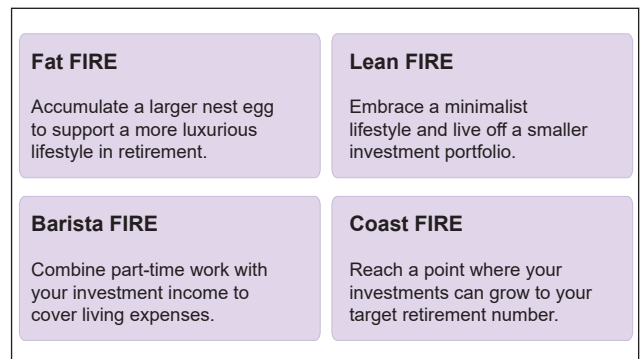 Fat FIRE
Accumulate a larger nest egg
to support a more luxurious
lifestyle in retirement.
Lean FIRE
Embrace a minimalist
lifestyle and live off a smaller
investment portfolio.
Barista FIRE
Combine part-time work with
your investment income to
cover living expenses.
Coast FIRE
Reach a point where your
investments can grow to your
target retirement number.